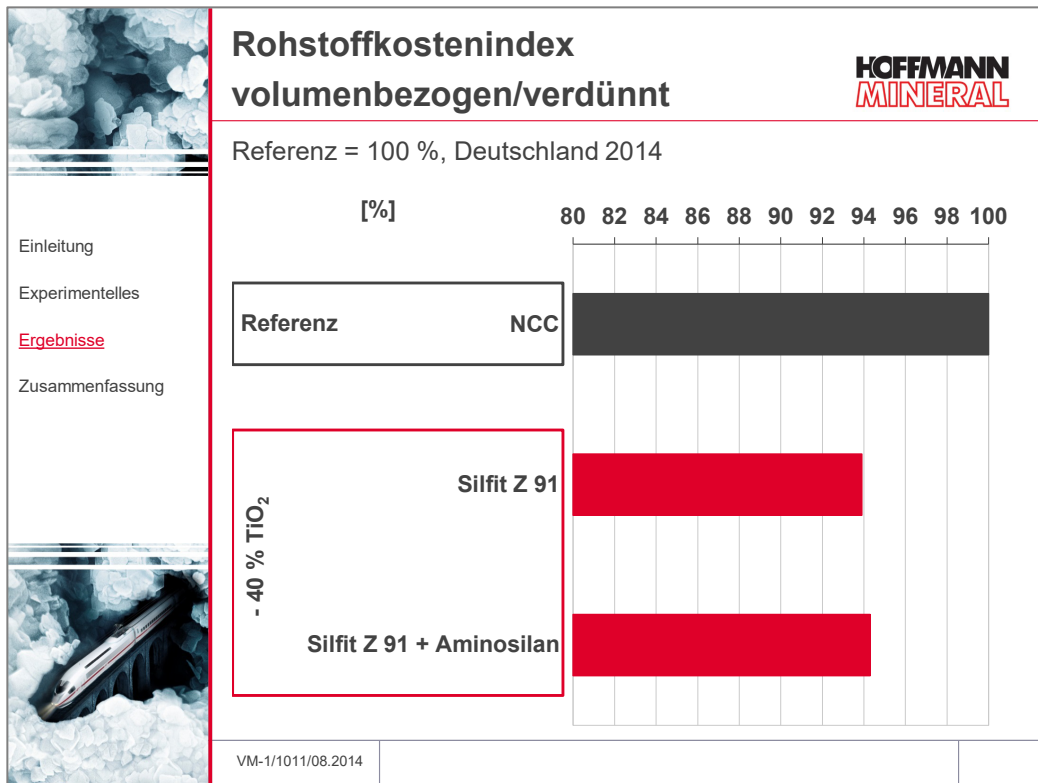 Rohstoffkostenindex
volumenbezogen/verdünnt
HOFFMANN
MINERAL
Referenz = 100 %, Deutschland 2014
Einleitung
Experimentelles
Ergebnisse
Zusammenfassung
[%]
80 82 84 86 88 90 92 94 96 98 100
Referenz NCC
- 40 % TiO₂
Silfit Z 91
Silfit Z 91 + Aminosilan
VM-1/1011/08.2014